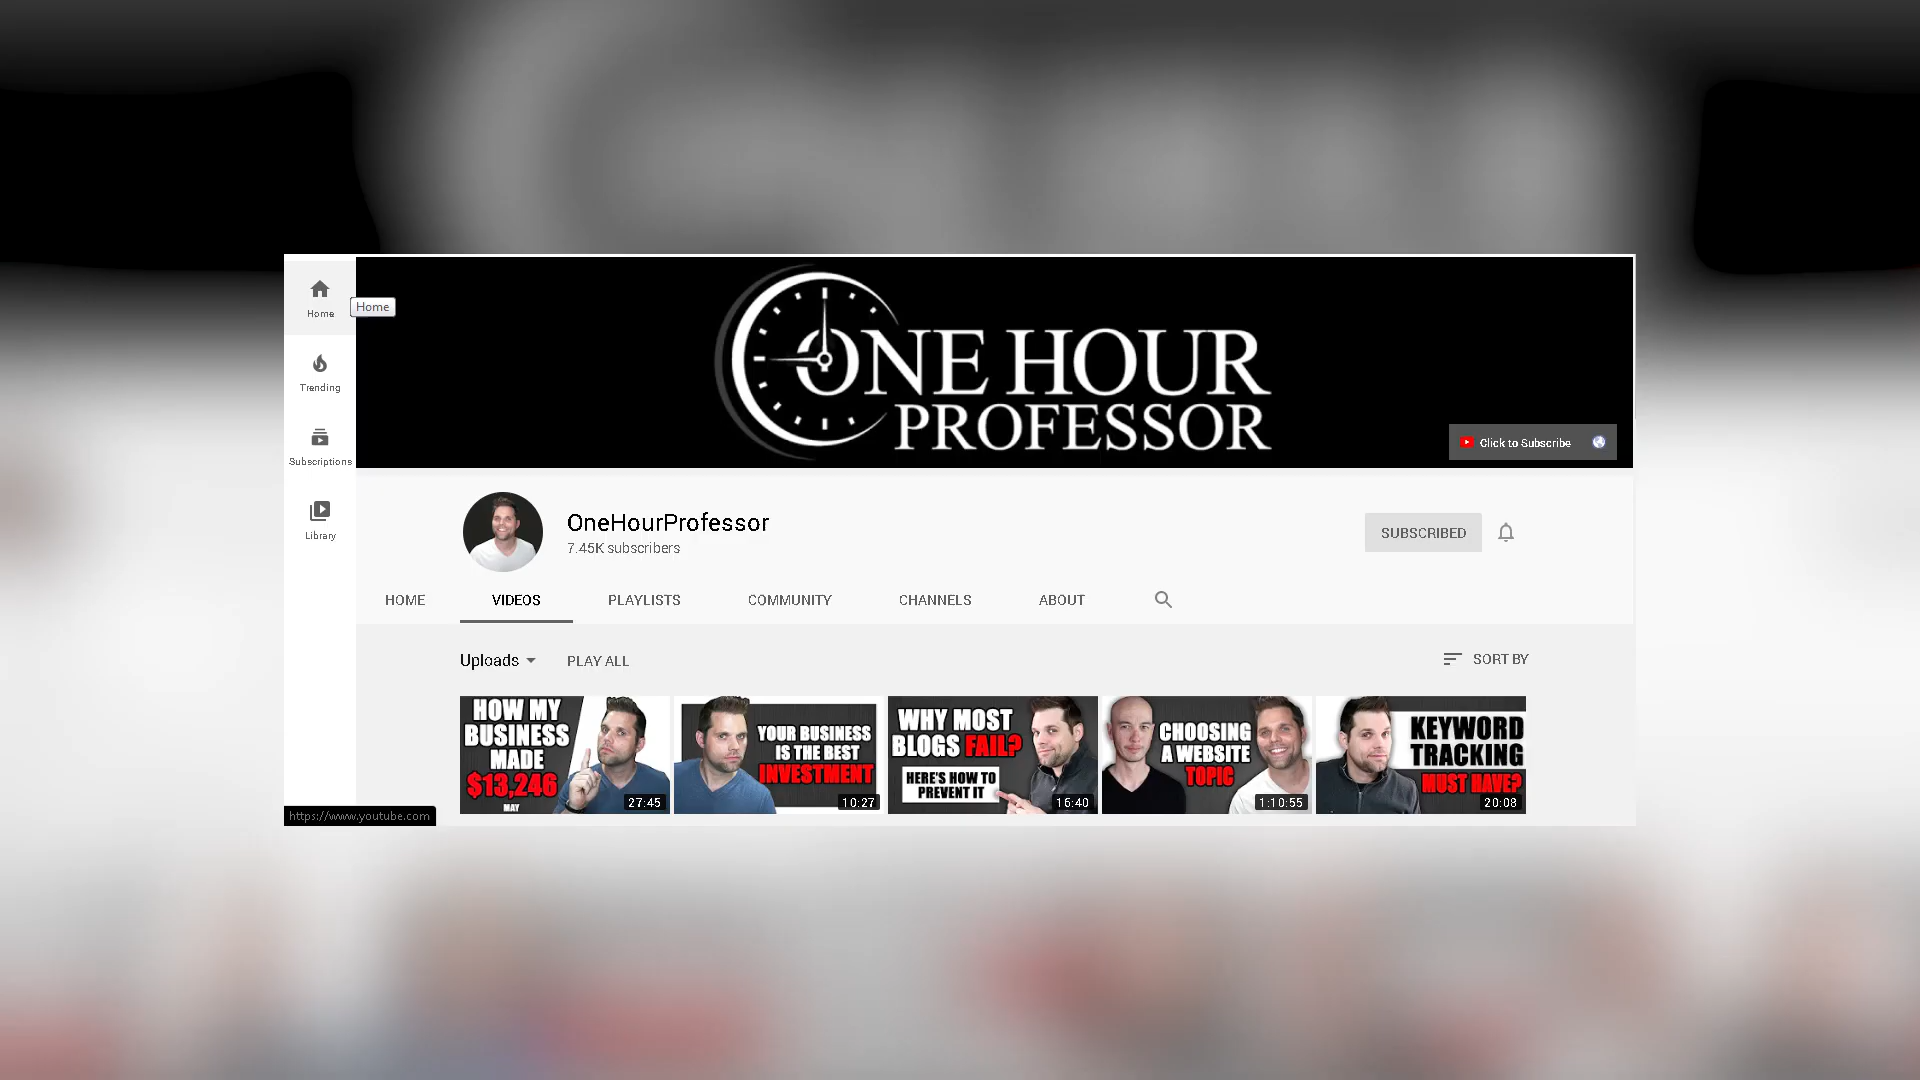 Home
Home
Trending
Subscriptions
Library
ONE HOUR
PROFESSOR
Click to Subscribe
OneHourProfessor
7.45K subscribers
SUBSCRIBED
HOME VIDEOS PLAYLISTS COMMUNITY CHANNELS ABOUT
Uploads PLAY ALL SORT BY
HOW MY
BUSINESS
MADE
$13,246
MAY
27:45
YOUR BUSINESS
IS THE BEST
INVESTMENT
10:27
WHY MOST
BLOGS FAIL?
HERE'S HOW TO
PREVENT IT
16:40
CHOOSING
A WEBSITE
TOPIC
1:10:55
KEYWORD
TRACKING
MUST HAVE?
20:08
https://www.youtube.com